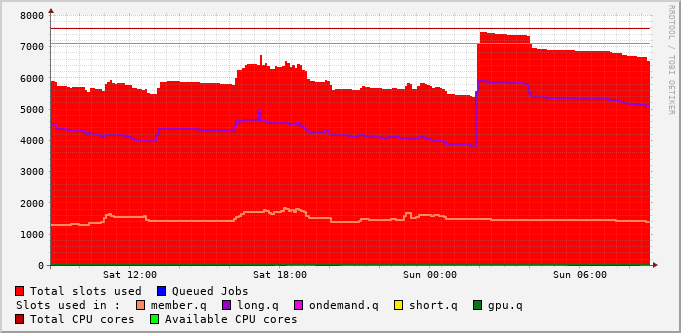 8000
7000
6000
5000
4000
3000
2000
1000
0
Sat 12:00 Sat 18:00 Sun 00:00 Sun 06:00
RRDTOOL / TOBI OETIKER
Total slots used Queued Jobs
Slots used in : member.q long.q ondemand.q short.q gpu.q
Total CPU cores Available CPU cores